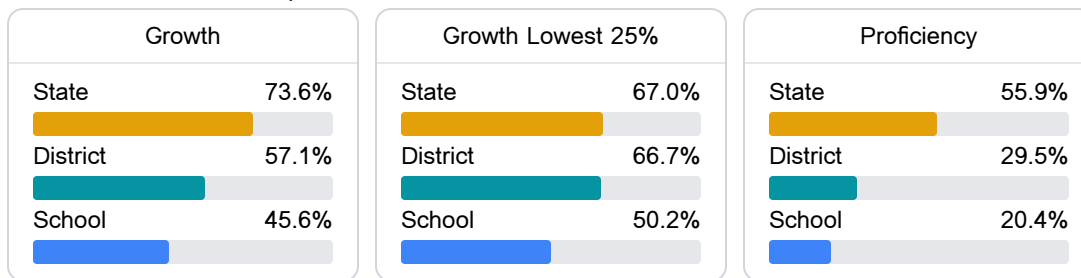 Growth
State 73.6%
District 57.1%
School 45.6%
Growth Lowest 25%
State 67.0%
District 66.7%
School 50.2%
Proficiency
State 55.9%
District 29.5%
School 20.4%